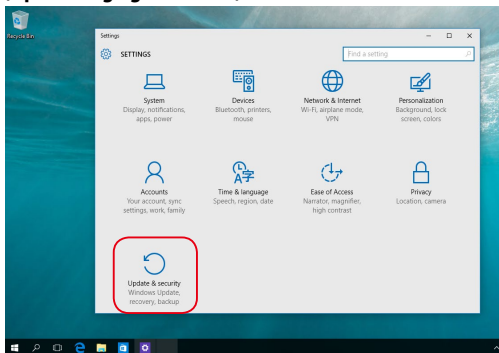 Recycle Bin
Settings
SETTINGS
Find a setting
System
Display, notifications,
apps, power
Devices
Bluetooth, printers,
mouse
Network & Internet
Wi-Fi, airplane mode,
VPN
Personalization
Background, lock
screen, colors
Accounts
Your account, sync
settings, work, family
Time & language
Speech, region, date
Ease of Access
Narrator, magnifier,
high contrast
Privacy
Location, camera
Update & security
Windows Update,
recovery, backup